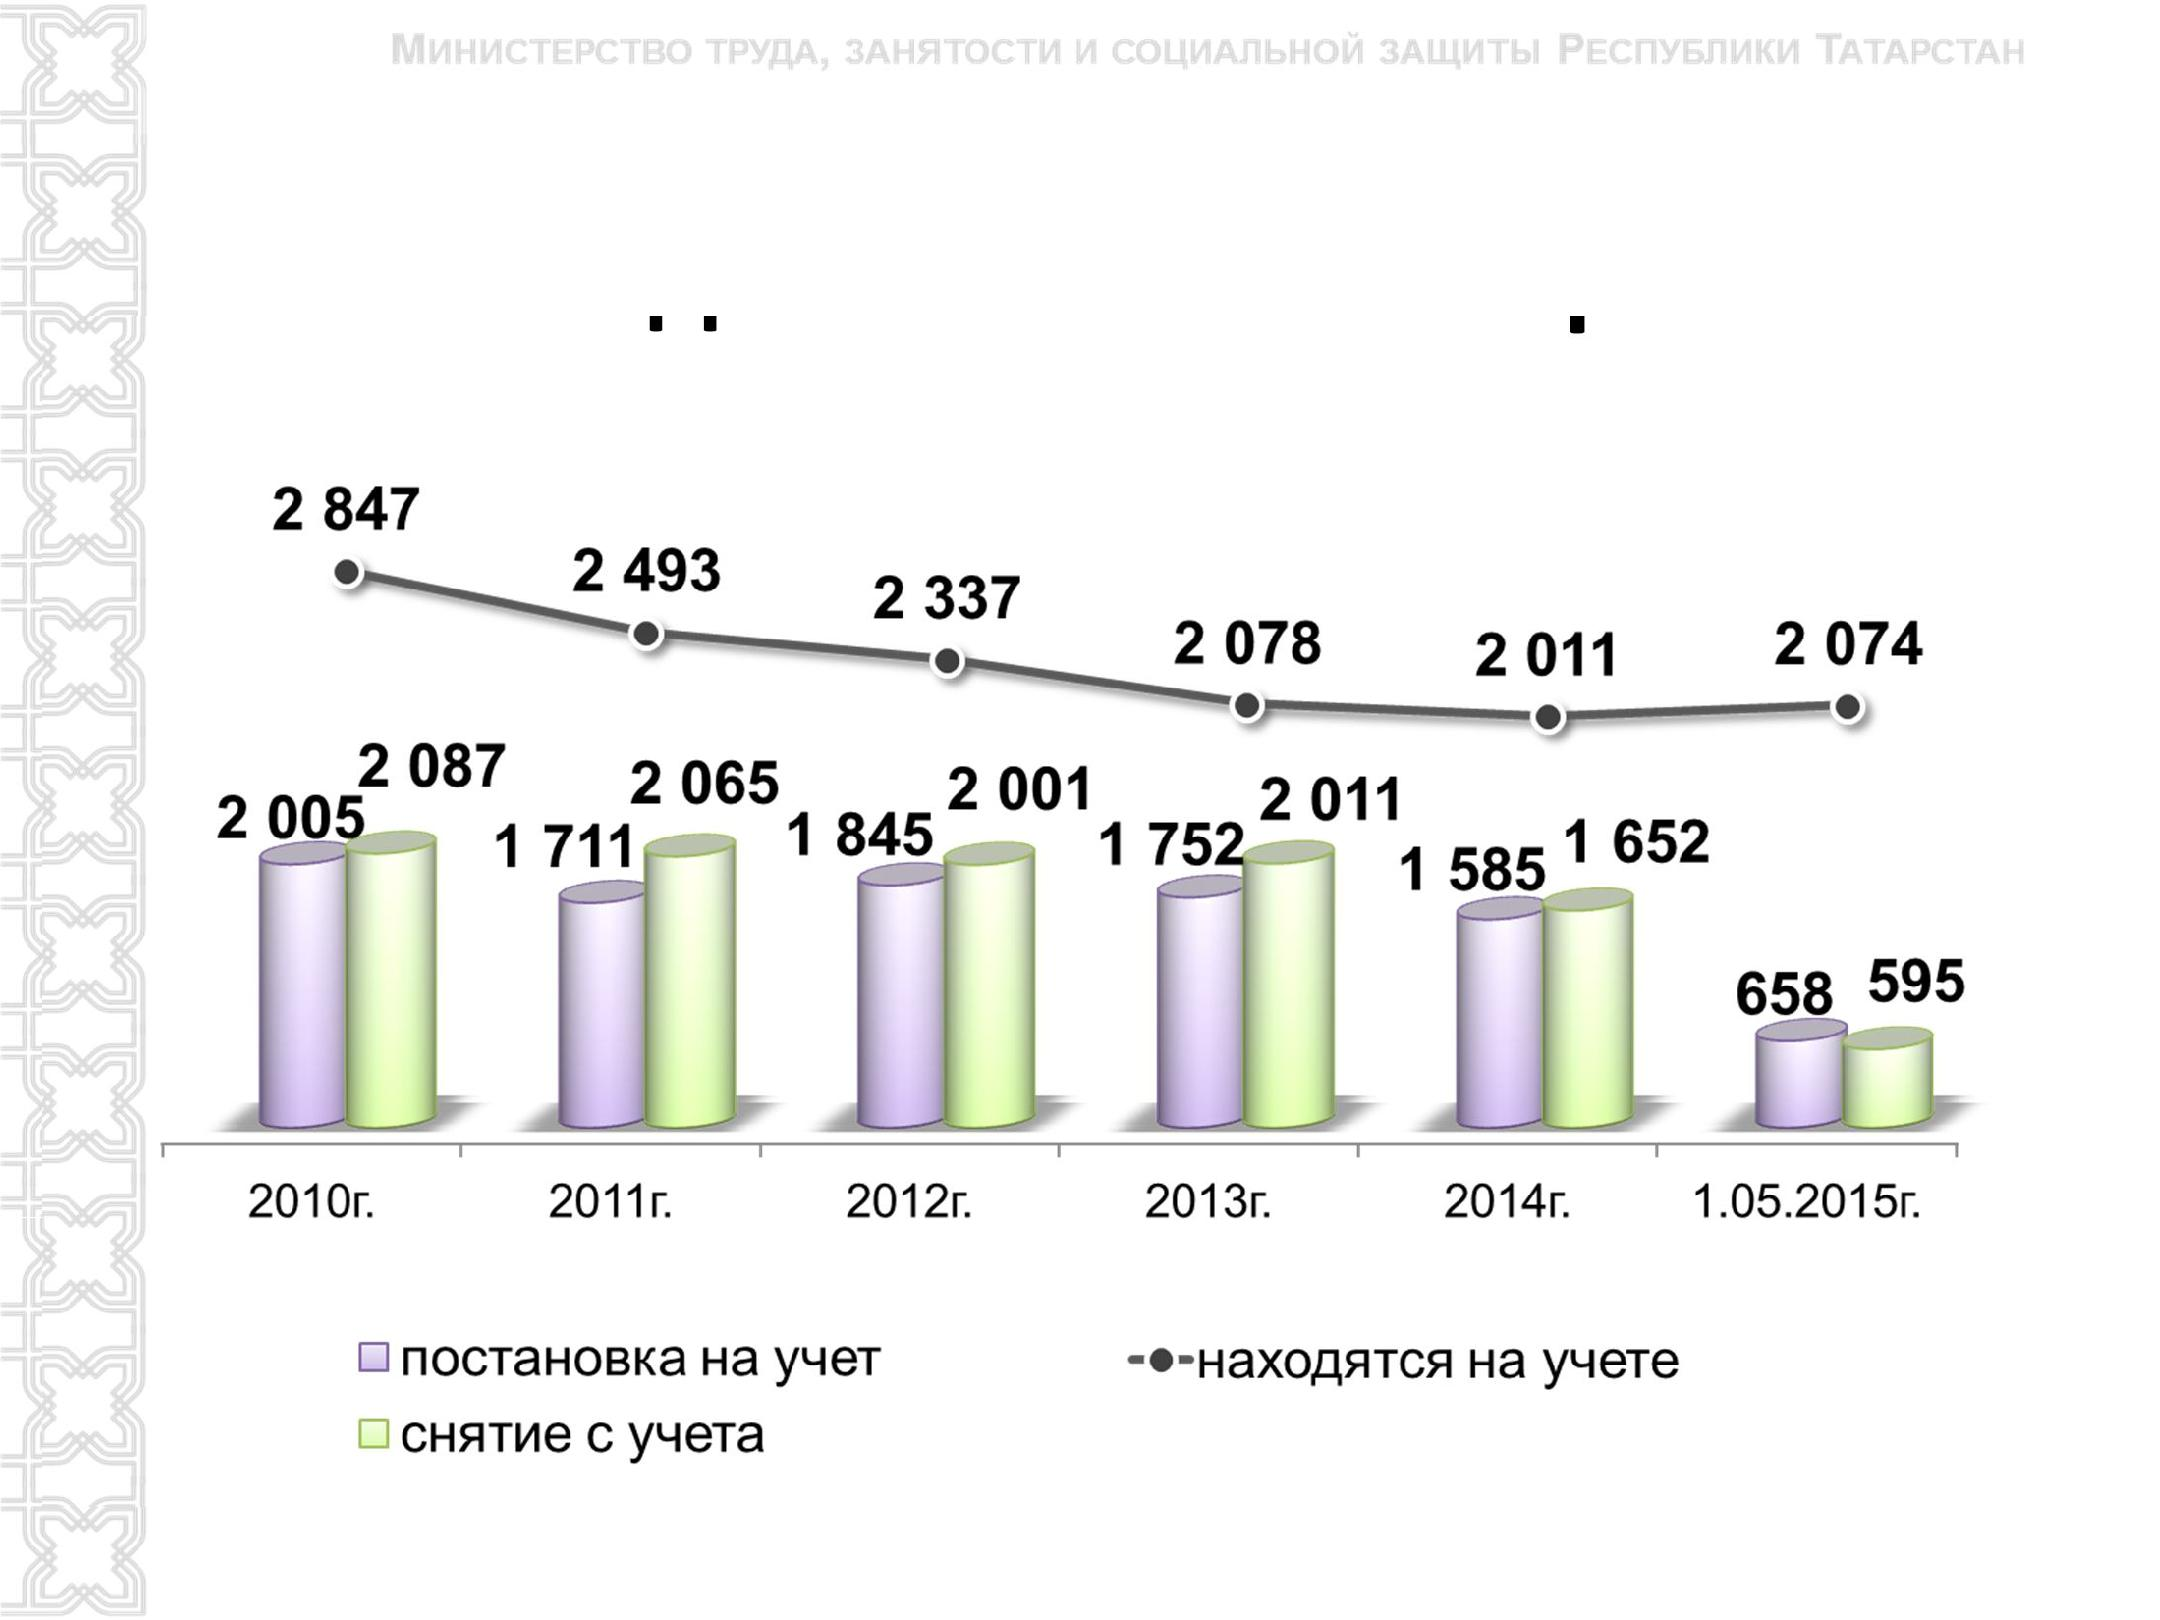 Министерство труда, занятости и социальной защиты Республики Татарстан
. . .
2 847
2 493
2 337
2 078
2 011
2 074
2 005
2 087
1 711
2 065
1 845
2 001
1 752
2 011
1 585
1 652
658
595
2010г.
2011г.
2012г.
2013г.
2014г.
1.05.2015г.
постановка на учет
находятся на учете
снятие с учета